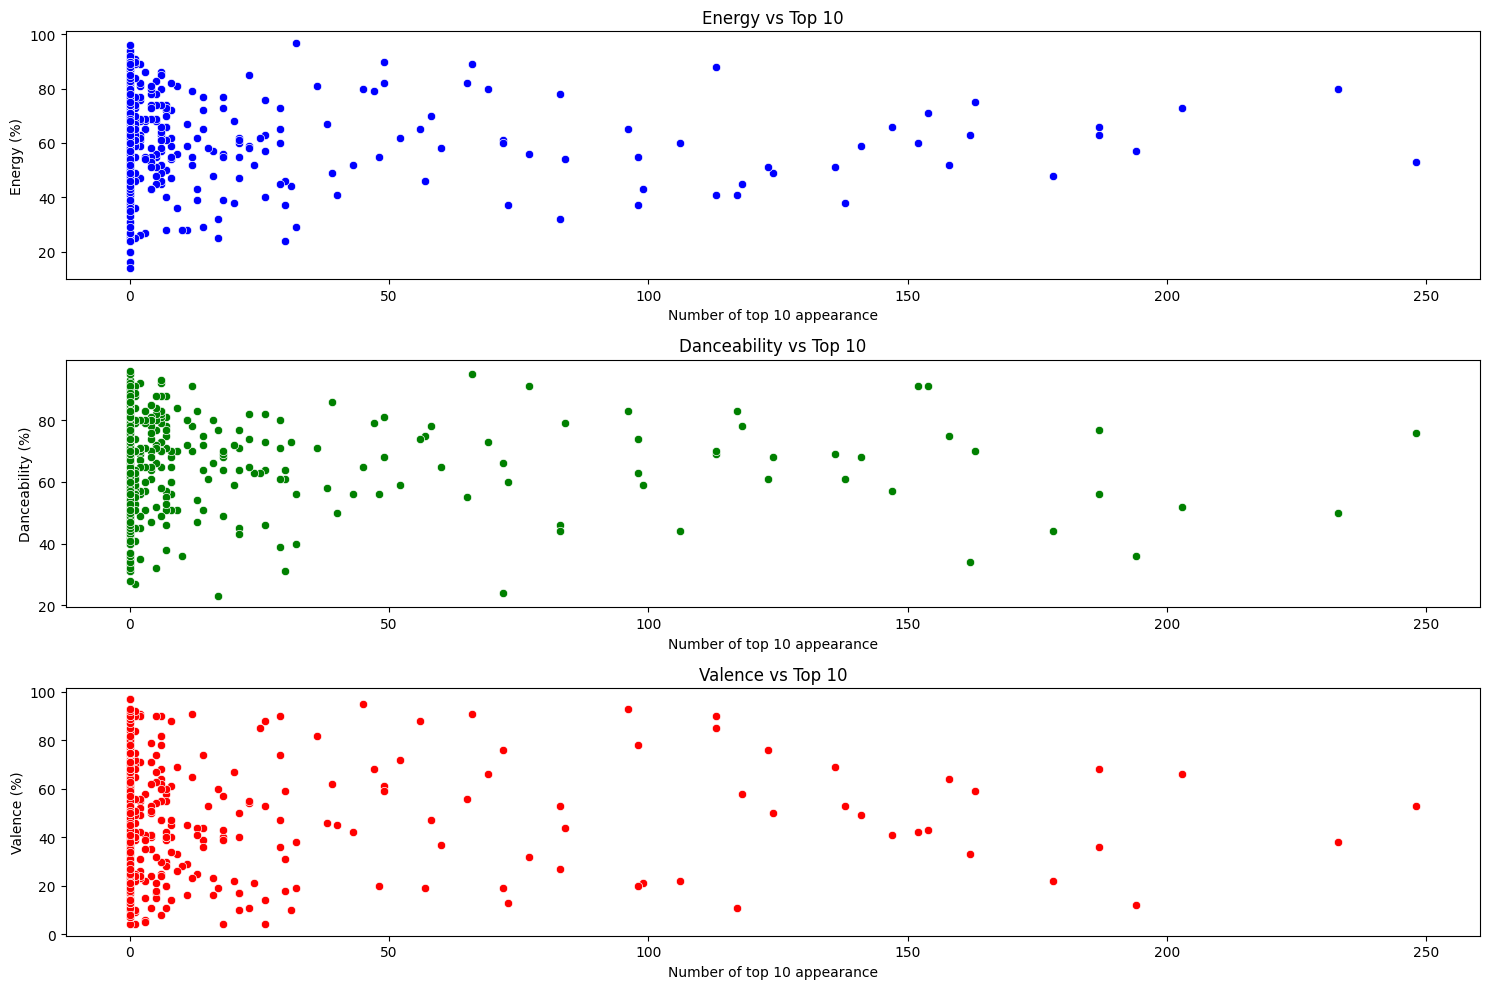 Energy vs Top 10
100
80
60
40
20
Energy (%)
0 50 100 150 200 250
Number of top 10 appearance
Danceability vs Top 10
80
60
40
20
Danceability (%)
0 50 100 150 200 250
Number of top 10 appearance
Valence vs Top 10
100
80
60
40
20
0
Valence (%)
0 50 100 150 200 250
Number of top 10 appearance